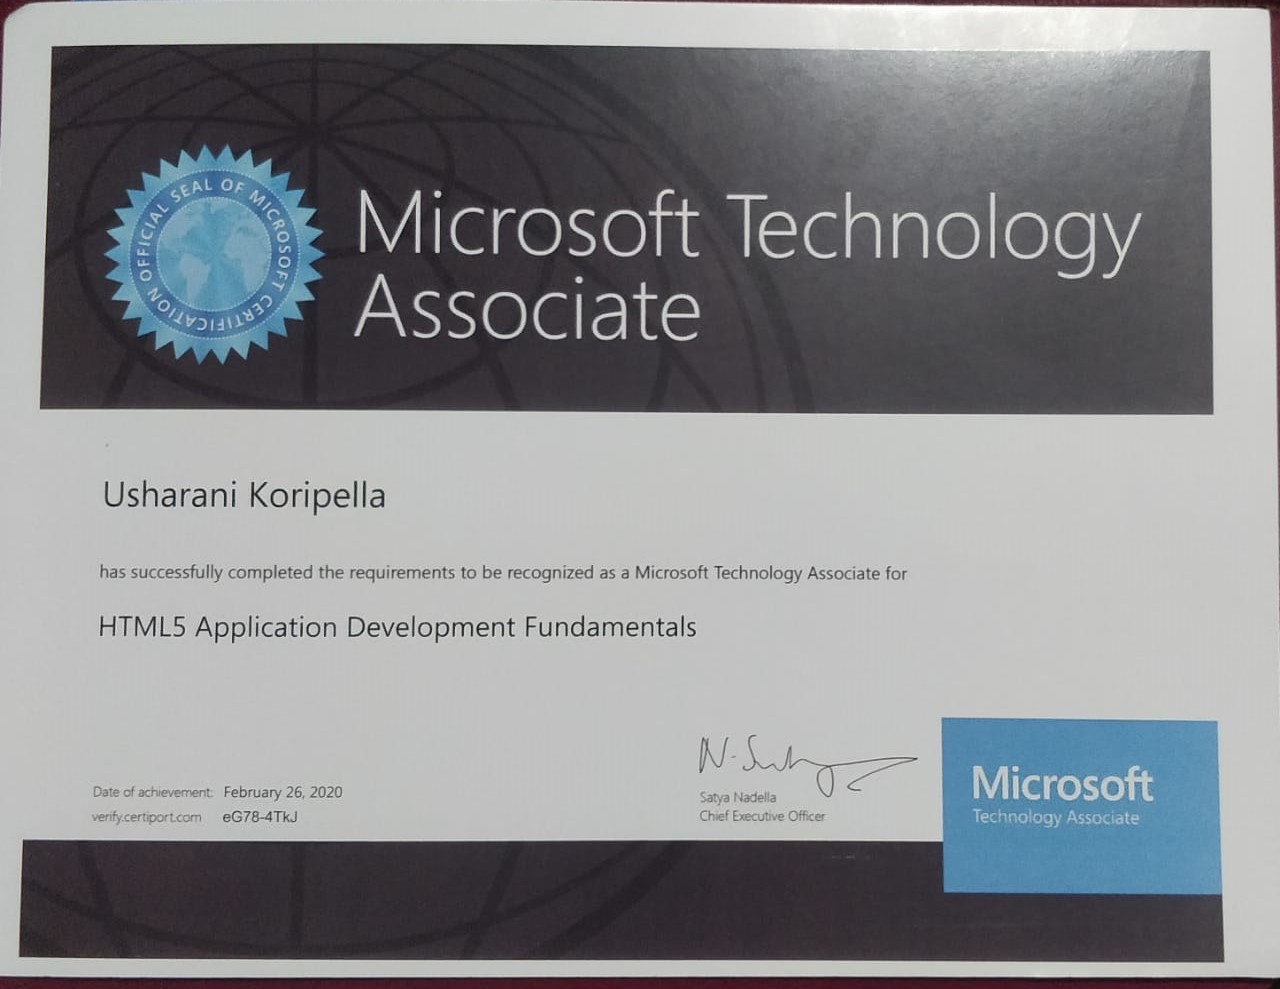 OFFICIAL SEAL OF MICROSOFT CERTIFICATION
Microsoft Technology
Associate
Usharani Koripella
has successfully completed the requirements to be recognized as a Microsoft Technology Associate for
HTML5 Application Development Fundamentals
Date of achievement: February 26, 2020
verify.certiport.com eG78-4TkJ
N. Satya
Satya Nadella
Chief Executive Officer
Microsoft
Technology Associate